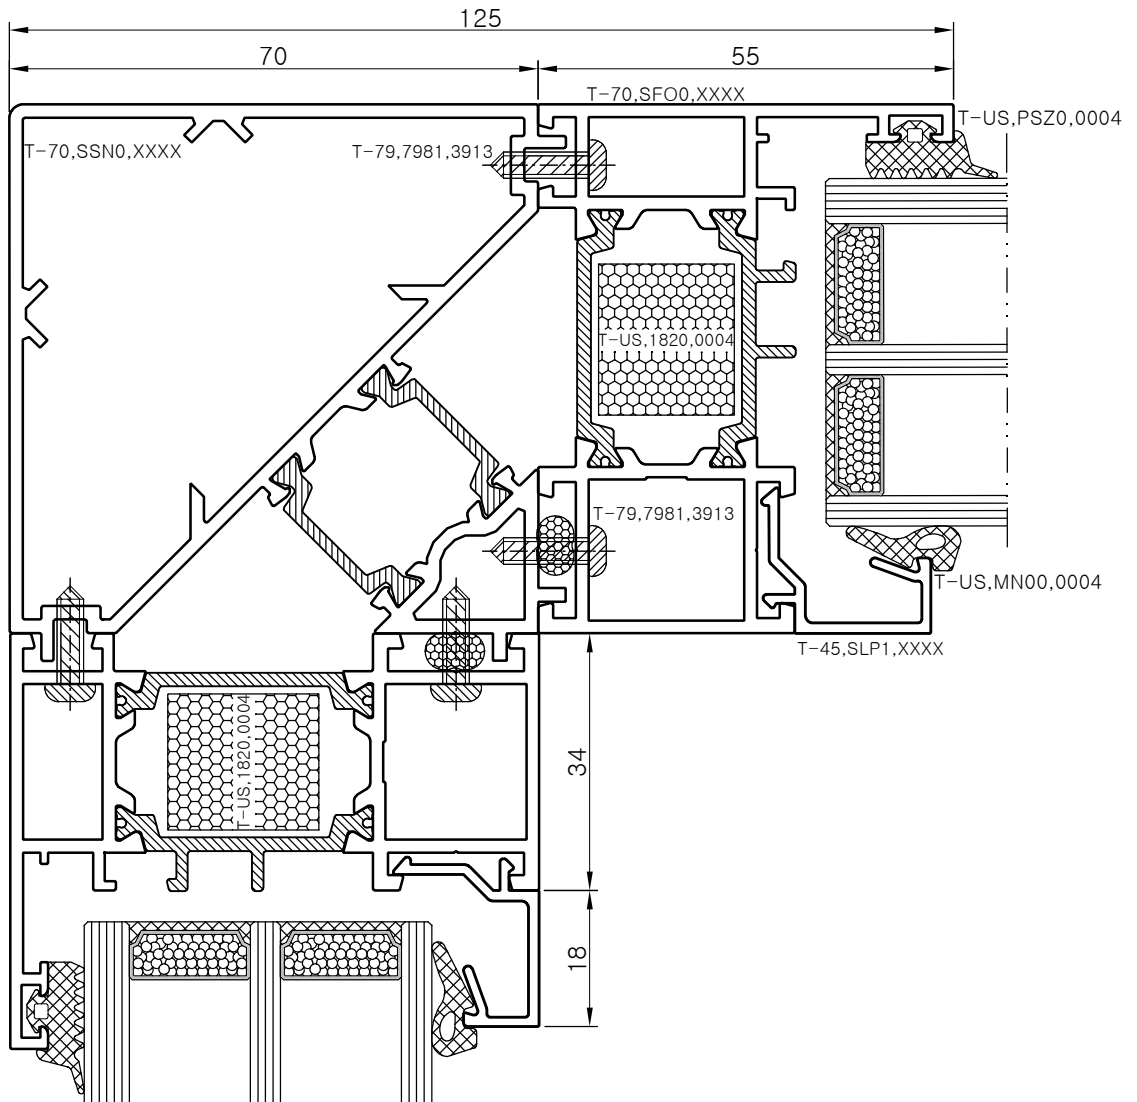 125
70
55
T-70,SFO0,XXXX
T-US,PSZ0,0004
T-70,SSN0,XXXX
T-79,7981,3913
T-US,1820,0004
T-79,7981,3913
T-US,MN00,0004
T-45,SLP1,XXXX
T-US,1820,0004
34
18